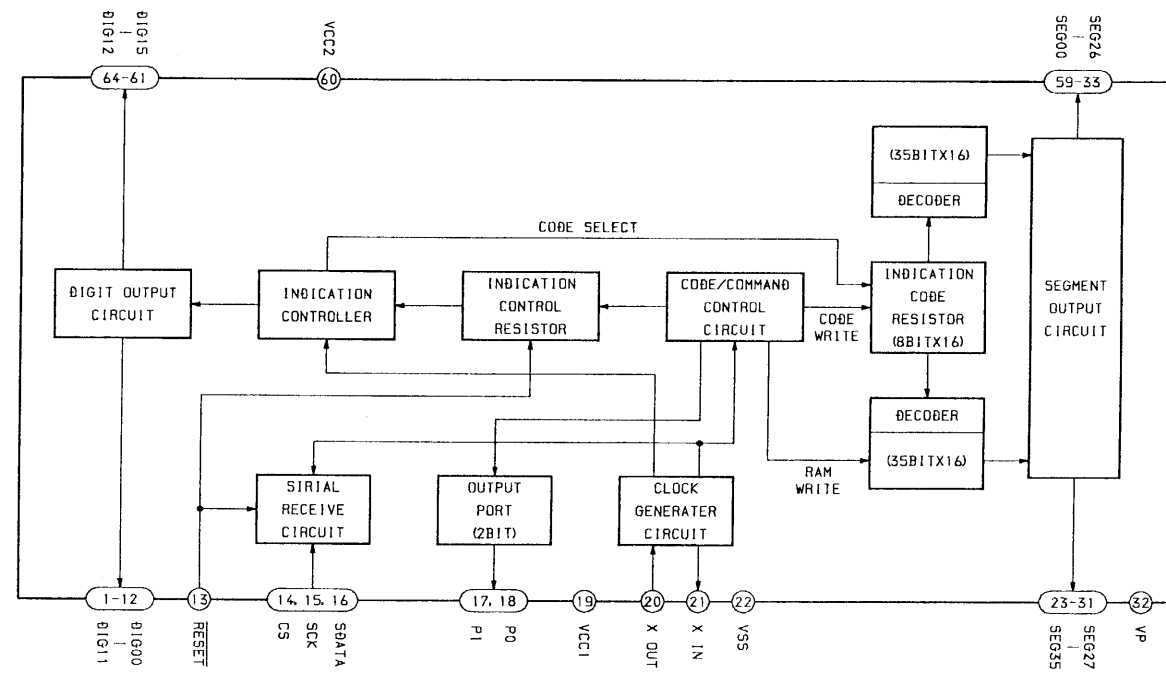 DIG15
|
DIG12
VCC2
SEG26
|
SEG00
64-61
60
59-33
(35BITX16)
DECODER
CODE SELECT
DIGIT OUTPUT
CIRCUIT
INDICATION
CONTROLLER
INDICATION
CONTROL
RESISTOR
CODE/COMMAND
CONTROL
CIRCUIT
CODE
WRITE
INDICATION
CODE
RESISTOR
(8BITX16)
SEGMENT
OUTPUT
CIRCUIT
DECODER
(35BITX16)
RAM
WRITE
SIRIAL
RECEIVE
CIRCUIT
OUTPUT
PORT
(2BIT)
CLOCK
GENERATER
CIRCUIT
1-12
13
14, 15, 16
17, 18
19
20
21
22
23-31
32
DIG00
|
DIG11
RESET
SDATA
SCK
CS
P0
P1
VCC1
X OUT
X IN
VSS
SEG27
|
SEG35
VP